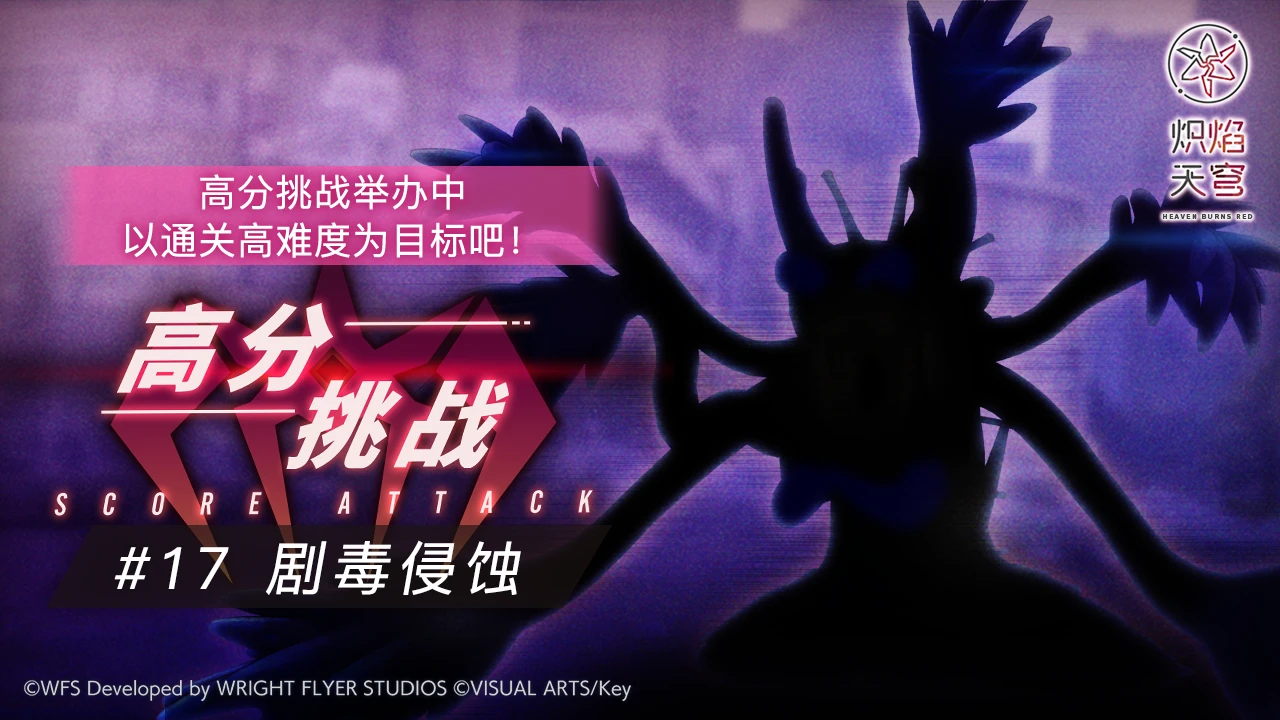 高分挑战举办中
以通关高难度为目标吧！
高分
挑战
SCORE ATTACK
#17 剧毒侵蚀
炽焰
天穹
HEAVEN BURNS RED
©WFS Developed by WRIGHT FLYER STUDIOS ©VISUAL ARTS/Key